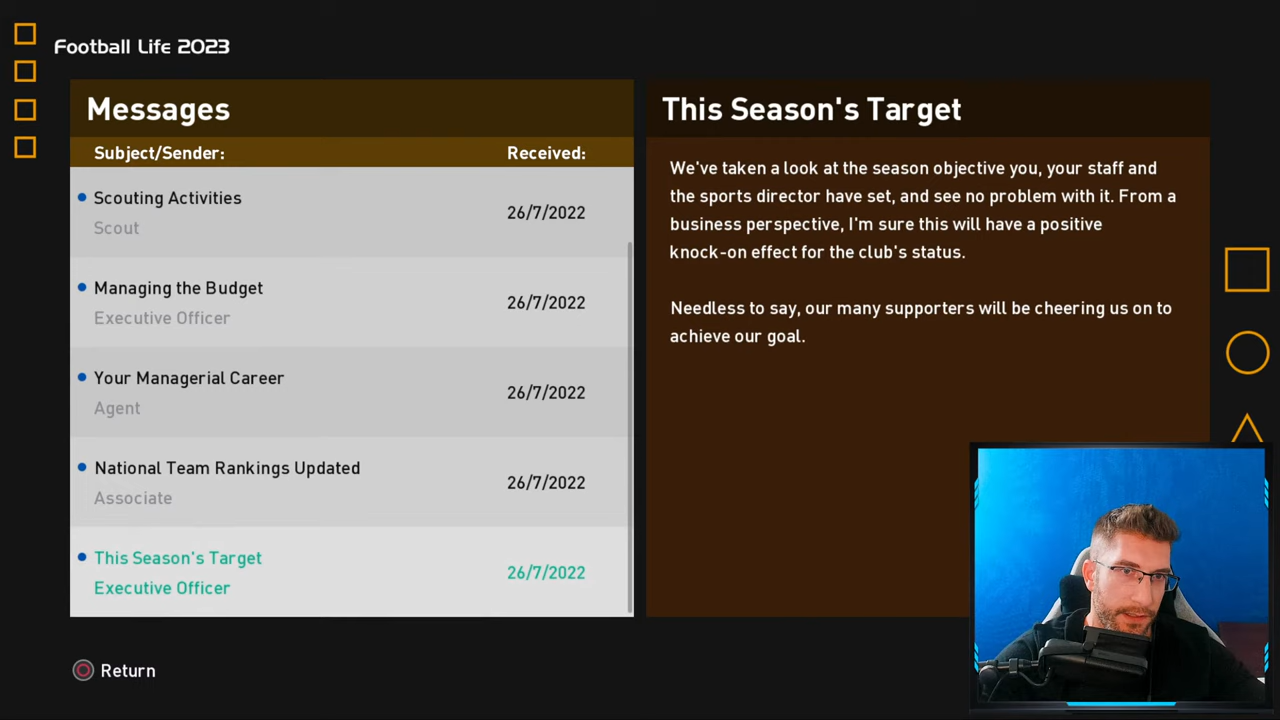 Football Life 2023
Messages
Subject/Sender: Received:
Scouting Activities
Scout
26/7/2022
Managing the Budget
Executive Officer
26/7/2022
Your Managerial Career
Agent
26/7/2022
National Team Rankings Updated
Associate
26/7/2022
This Season's Target
Executive Officer
26/7/2022
This Season's Target
We've taken a look at the season objective you, your staff and
the sports director have set, and see no problem with it. From a
business perspective, I'm sure this will have a positive
knock-on effect for the club's status.
Needless to say, our many supporters will be cheering us on to
achieve our goal.
Return